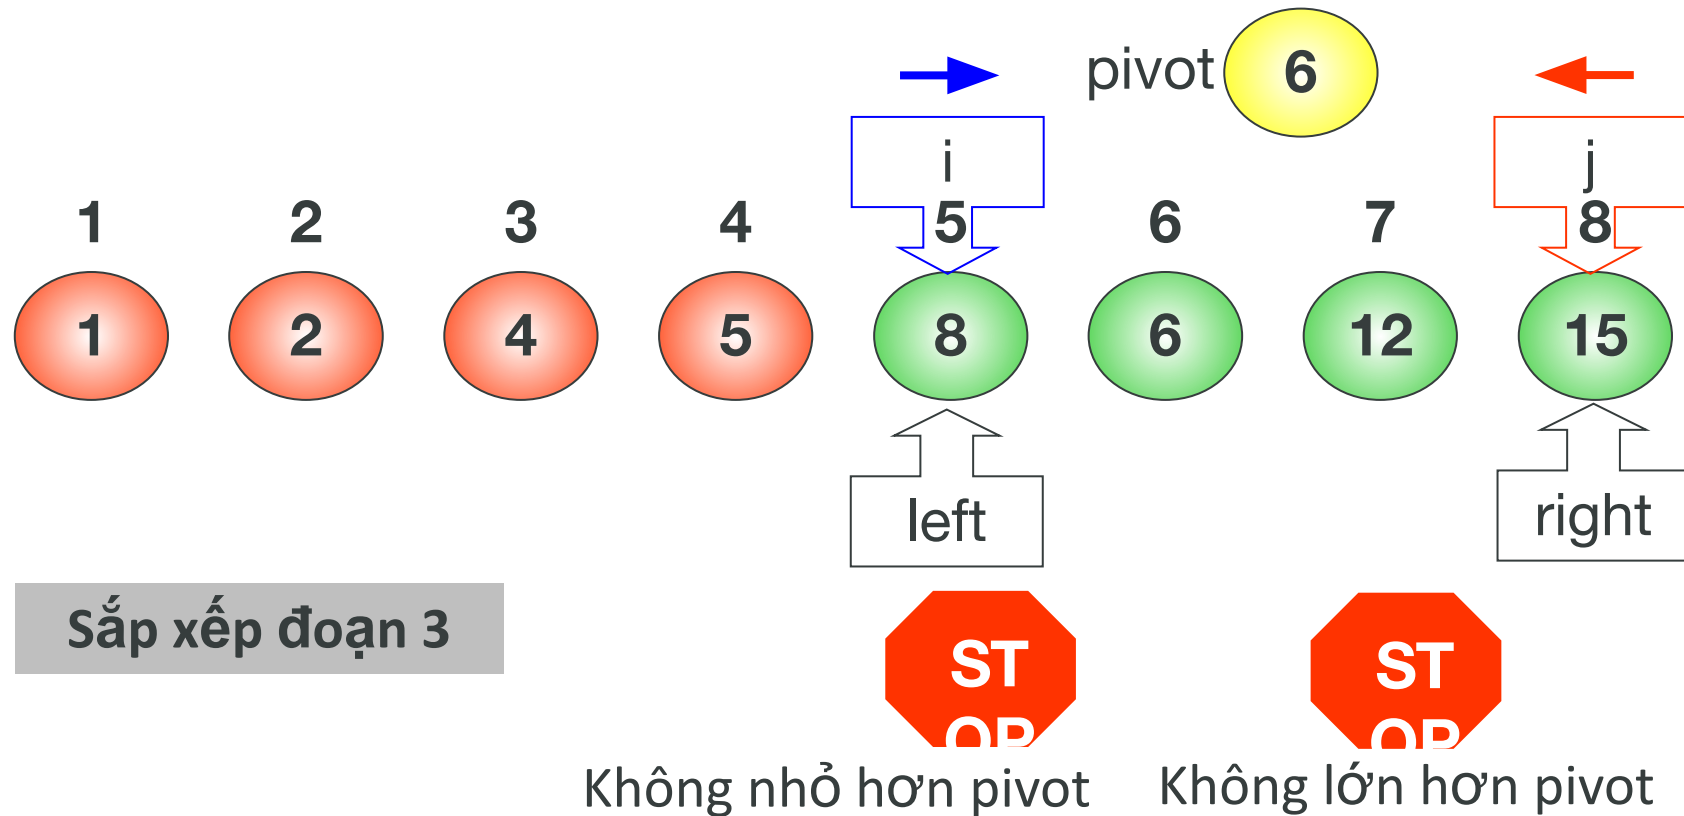 pivot 6
i j
1 2 3 4 5 6 7 8
1 2 4 5 8 6 12 15
left right
Sắp xếp đoạn 3
ST ST
OP OP
Không nhỏ hơn pivot Không lớn hơn pivot